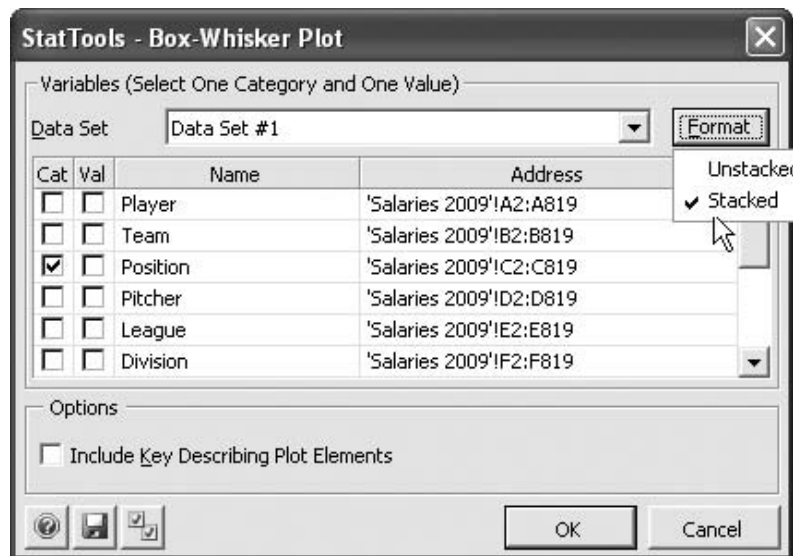 StatTools - Box-Whisker Plot
Variables (Select One Category and One Value)
Data Set Data Set #1 Format
Unstacked
Stacked
Cat Val Name Address
Player 'Salaries 2009'!A2:A819
Team 'Salaries 2009'!B2:B819
Position 'Salaries 2009'!C2:C819
Pitcher 'Salaries 2009'!D2:D819
League 'Salaries 2009'!E2:E819
Division 'Salaries 2009'!F2:F819
Options
Include Key Describing Plot Elements
OK Cancel